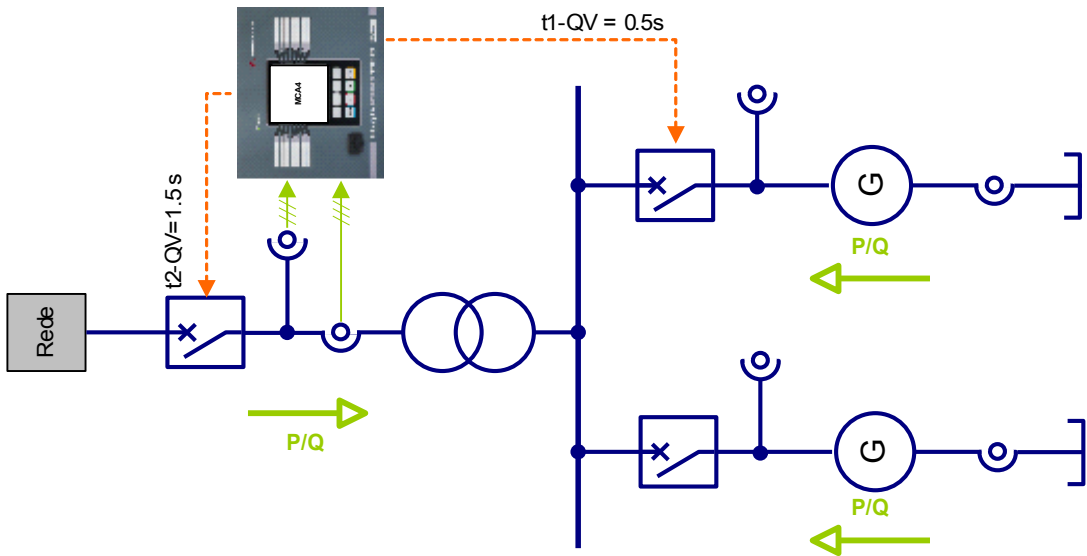 t1-QV = 0.5s
MCA4
t2-QV=1.5 s
G
P/Q
Rede
P/Q
G
P/Q